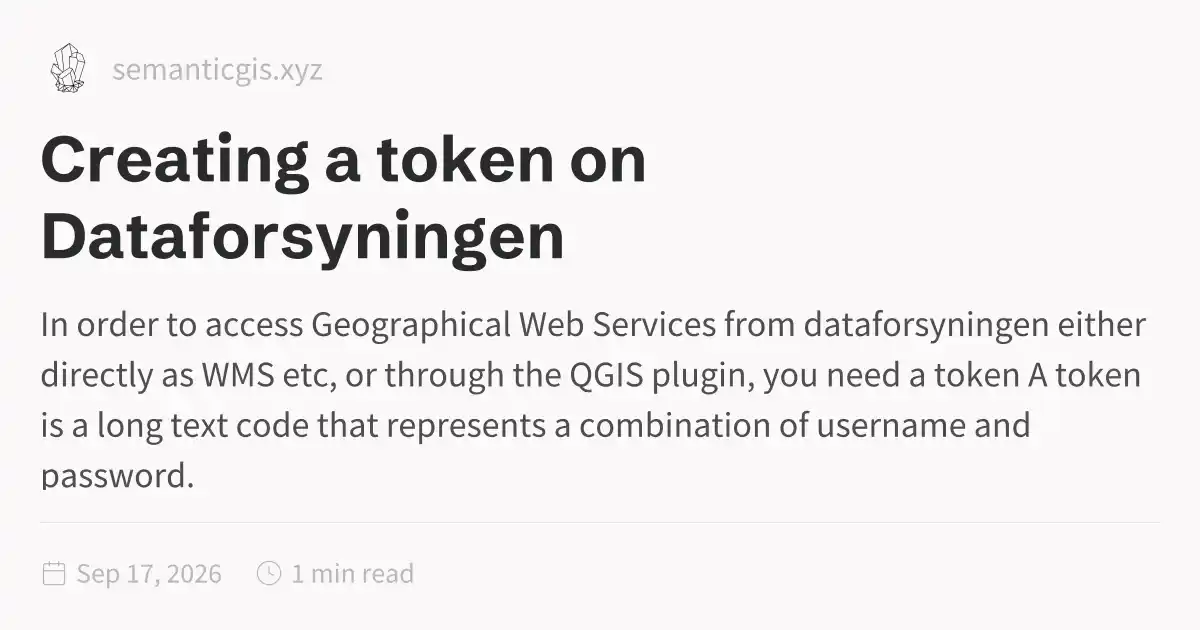 semanticgis.xyz
Creating a token on
Dataforsyningen
In order to access Geographical Web Services from dataforsyningen either
directly as WMS etc, or through the QGIS plugin, you need a token A token
is a long text code that represents a combination of username and
password.
Sep 17, 2026
1 min read